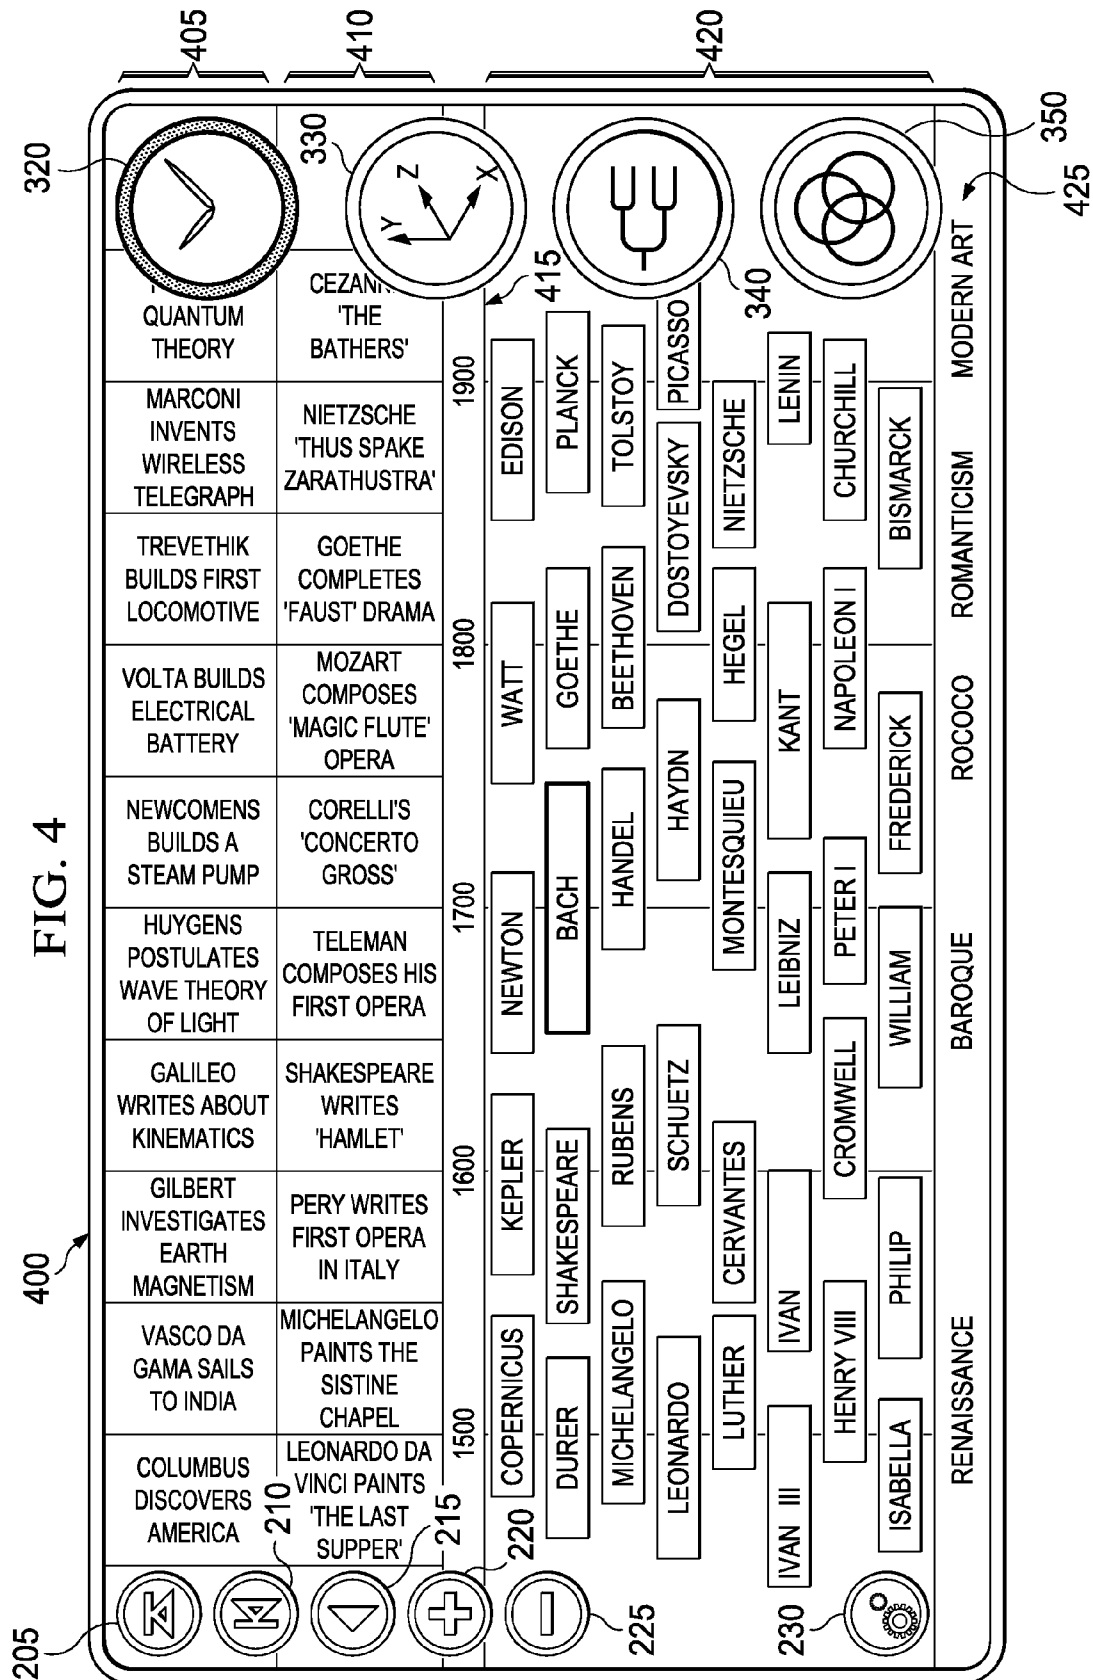 FIG. 4
400
205
320
405
COLUMBUS
DISCOVERS
AMERICA
VASCO DA
GAMA SAILS
TO INDIA
GILBERT
INVESTIGATES
EARTH
MAGNETISM
GALILEO
WRITES ABOUT
KINEMATICS
HUYGENS
POSTULATES
WAVE THEORY
OF LIGHT
NEWCOMENS
BUILDS A
STEAM PUMP
VOLTA BUILDS
ELECTRICAL
BATTERY
TREVETHIK
BUILDS FIRST
LOCOMOTIVE
MARCONI
INVENTS
WIRELESS
TELEGRAPH
QUANTUM
THEORY
210
330
410
LEONARDO DA
VINCI PAINTS
'THE LAST
SUPPER'
MICHELANGELO
PAINTS THE
SISTINE
CHAPEL
PERY WRITES
FIRST OPERA
IN ITALY
SHAKESPEARE
WRITES
'HAMLET'
TELEMAN
COMPOSES HIS
FIRST OPERA
CORELLI'S
'CONCERTO
GROSS'
MOZART
COMPOSES
'MAGIC FLUTE'
OPERA
GOETHE
COMPLETES
'FAUST' DRAMA
NIETZSCHE
'THUS SPAKE
ZARATHUSTRA'
CEZANN
'THE
BATHERS'
Y Z X
215
1500 1600 1700 1800 1900
220
415
420
COPERNICUS KEPLER NEWTON WATT EDISON
DURER SHAKESPEARE BACH GOETHE PLANCK
MICHELANGELO RUBENS HANDEL BEETHOVEN TOLSTOY
225
LEONARDO SCHUETZ HAYDN DOSTOYEVSKY PICASSO
LUTHER CERVANTES MONTESQUIEU HEGEL NIETZSCHE
340
230
IVAN III IVAN LEIBNIZ KANT LENIN
HENRY VIII CROMWELL PETER I NAPOLEON I CHURCHILL
ISABELLA PHILIP WILLIAM FREDERICK BISMARCK
RENAISSANCE BAROQUE ROCOCO ROMANTICISM MODERN ART
350
425